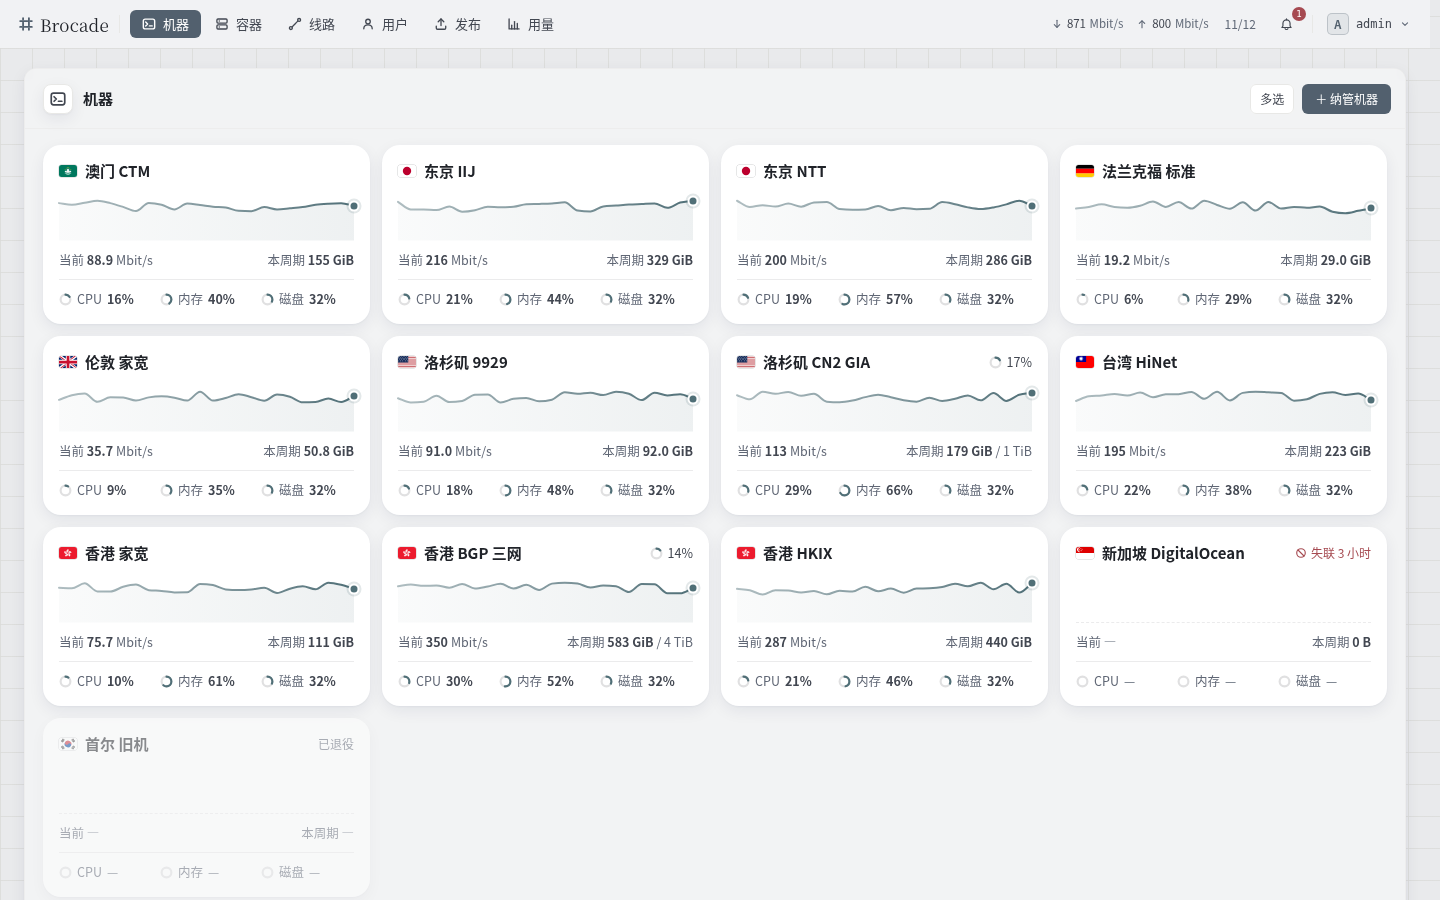 Brocade 机器 容器 线路 用户 发布 用量 ↓ 871 Mbit/s ↑ 800 Mbit/s 11/12 1 A admin
机器 多选 + 纳管机器
澳门 CTM
当前 88.9 Mbit/s 本周期 155 GiB
CPU 16% 内存 40% 磁盘 32%
东京 IIJ
当前 216 Mbit/s 本周期 329 GiB
CPU 21% 内存 44% 磁盘 32%
东京 NTT
当前 200 Mbit/s 本周期 286 GiB
CPU 19% 内存 57% 磁盘 32%
法兰克福 标准
当前 19.2 Mbit/s 本周期 29.0 GiB
CPU 6% 内存 29% 磁盘 32%
伦敦 家宽
当前 35.7 Mbit/s 本周期 50.8 GiB
CPU 9% 内存 35% 磁盘 32%
洛杉矶 9929
当前 91.0 Mbit/s 本周期 92.0 GiB
CPU 18% 内存 48% 磁盘 32%
洛杉矶 CN2 GIA 17%
当前 113 Mbit/s 本周期 179 GiB / 1 TiB
CPU 29% 内存 66% 磁盘 32%
台湾 HiNet
当前 195 Mbit/s 本周期 223 GiB
CPU 22% 内存 38% 磁盘 32%
香港 家宽
当前 75.7 Mbit/s 本周期 111 GiB
CPU 10% 内存 61% 磁盘 32%
香港 BGP 三网 14%
当前 350 Mbit/s 本周期 583 GiB / 4 TiB
CPU 30% 内存 52% 磁盘 32%
香港 HKIX
当前 287 Mbit/s 本周期 440 GiB
CPU 21% 内存 46% 磁盘 32%
新加坡 DigitalOcean 失联 3 小时
当前 — 本周期 0 B
CPU — 内存 — 磁盘 —
首尔 旧机 已退役
当前 — 本周期 —
CPU — 内存 — 磁盘 —